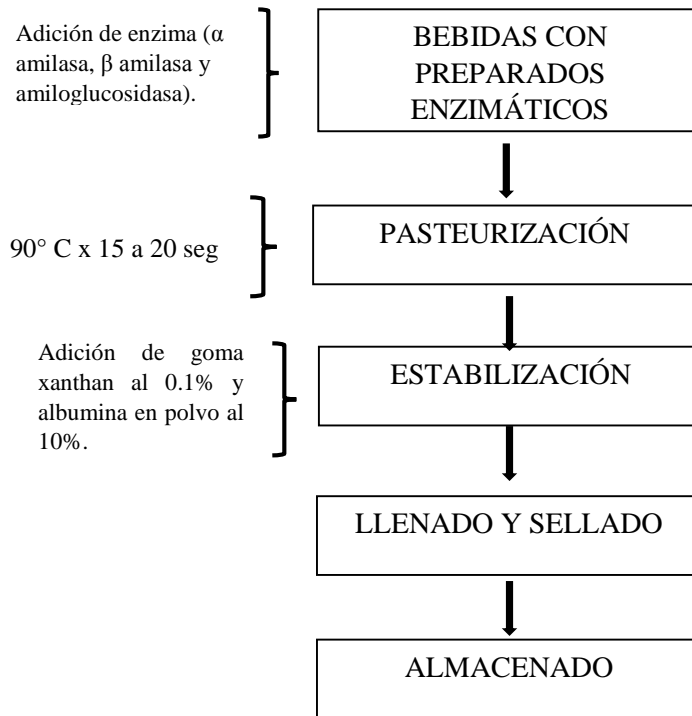 Adición de enzima (α
amilasa, β amilasa y
amiloglucosidasa).
BEBIDAS CON
PREPARADOS
ENZIMÁTICOS
90° C x 15 a 20 seg
PASTEURIZACIÓN
Adición de goma
xanthan al 0.1% y
albumina en polvo al
10%.
ESTABILIZACIÓN
LLENADO Y SELLADO
ALMACENADO